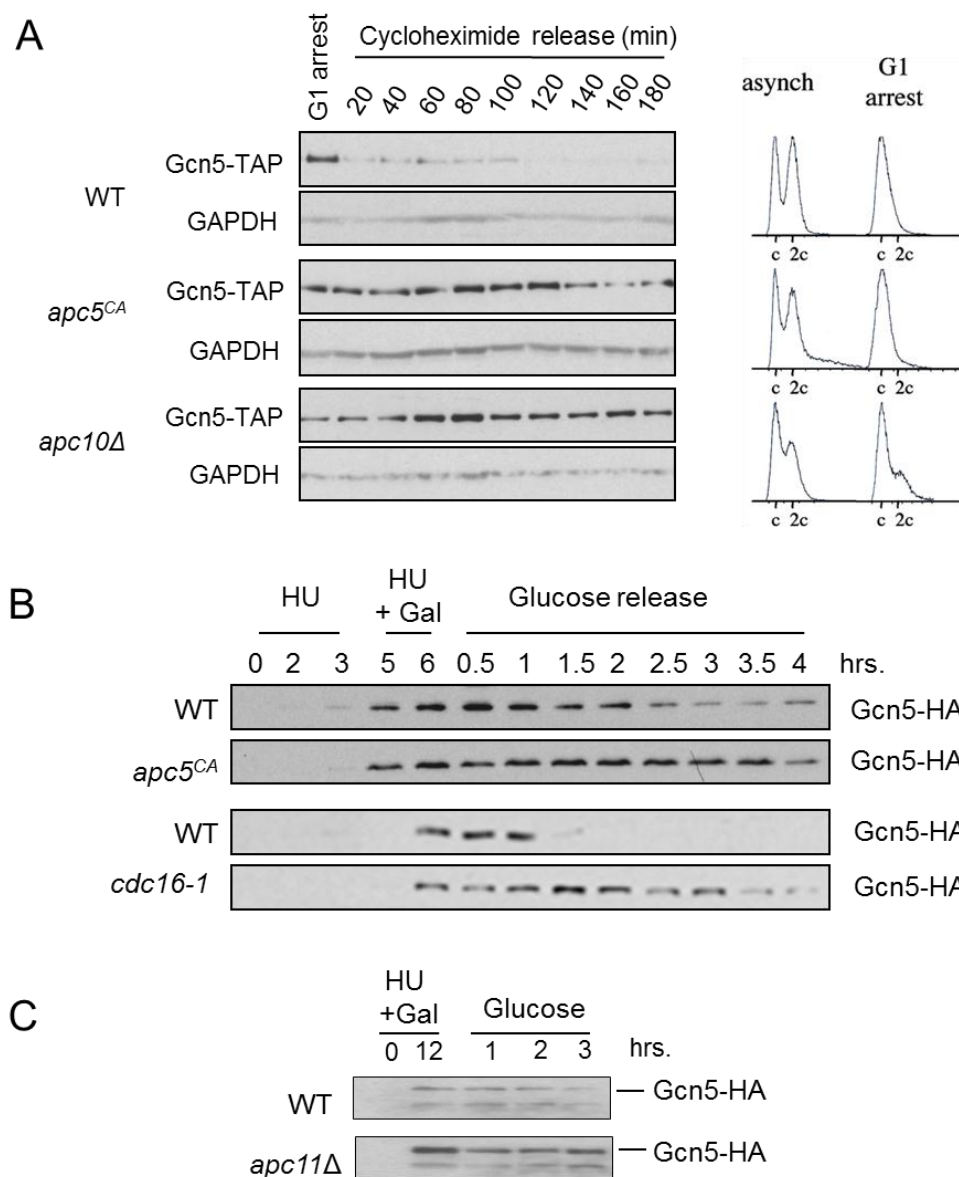 A
G1 arrest
Cycloheximide release (min)
20 40 60 80 100 120 140 160 180
WT
Gcn5-TAP
GAPDH
apc5CA
Gcn5-TAP
GAPDH
apc10Δ
Gcn5-TAP
GAPDH
asynch
G1
arrest
c 2c c 2c
c 2c c 2c
c 2c c 2c
B
HU
HU
+ Gal
Glucose release
0 2 3 5 6 0.5 1 1.5 2 2.5 3 3.5 4 hrs.
WT Gcn5-HA
apc5CA Gcn5-HA
WT Gcn5-HA
cdc16-1 Gcn5-HA
C
HU
+Gal
Glucose
0 12 1 2 3 hrs.
WT Gcn5-HA
apc11Δ Gcn5-HA